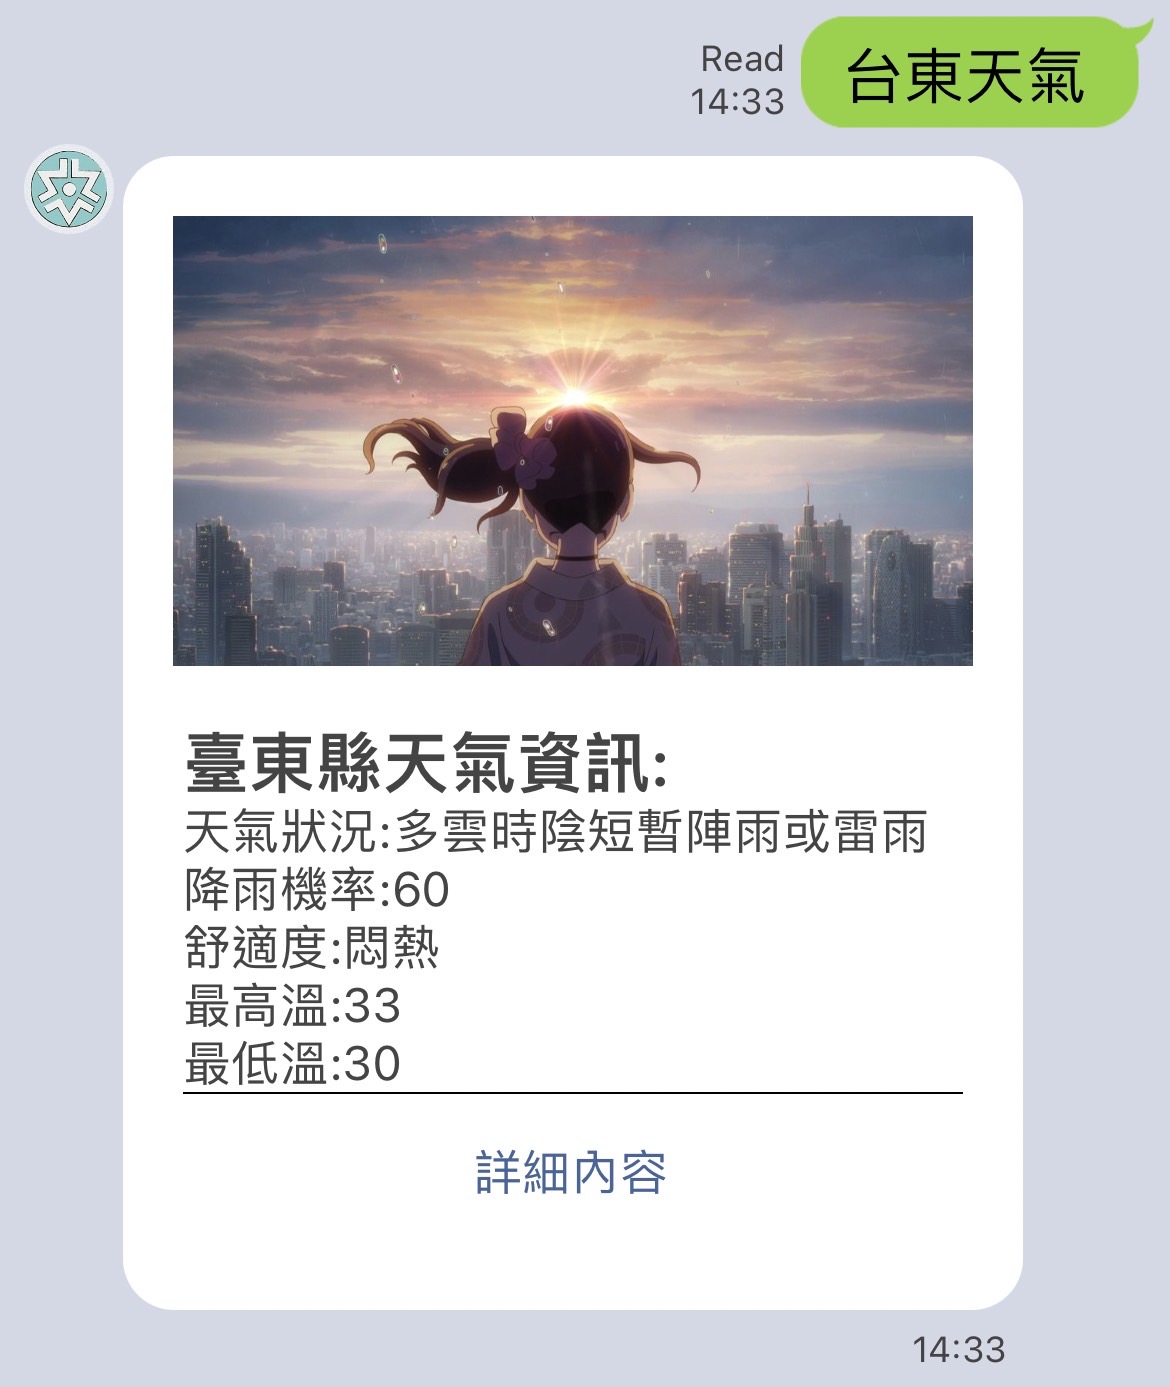 台東天氣
Read
14:33
臺東縣天氣資訊:
天氣狀況:多雲時陰短暫陣雨或雷雨
降雨機率:60
舒適度:悶熱
最高溫:33
最低溫:30
詳細內容
14:33